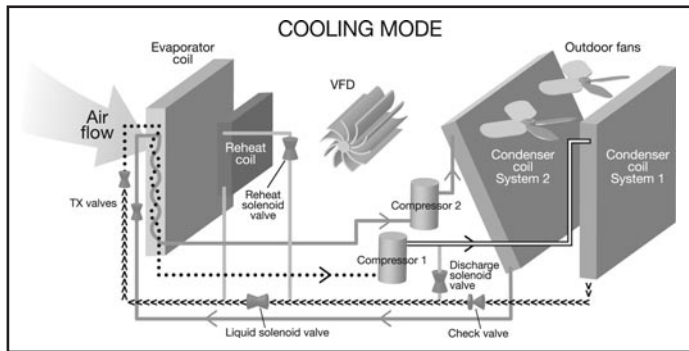 COOLING MODE
Evaporator
coil
Outdoor fans
VFD
Air
flow
Reheat
coil
Reheat
solenoid
valve
TX valves
Condenser
coil
System 2
Condenser
coil
System 1
Compressor 2
Compressor 1
Discharge
solenoid
valve
Liquid solenoid valve
Check valve